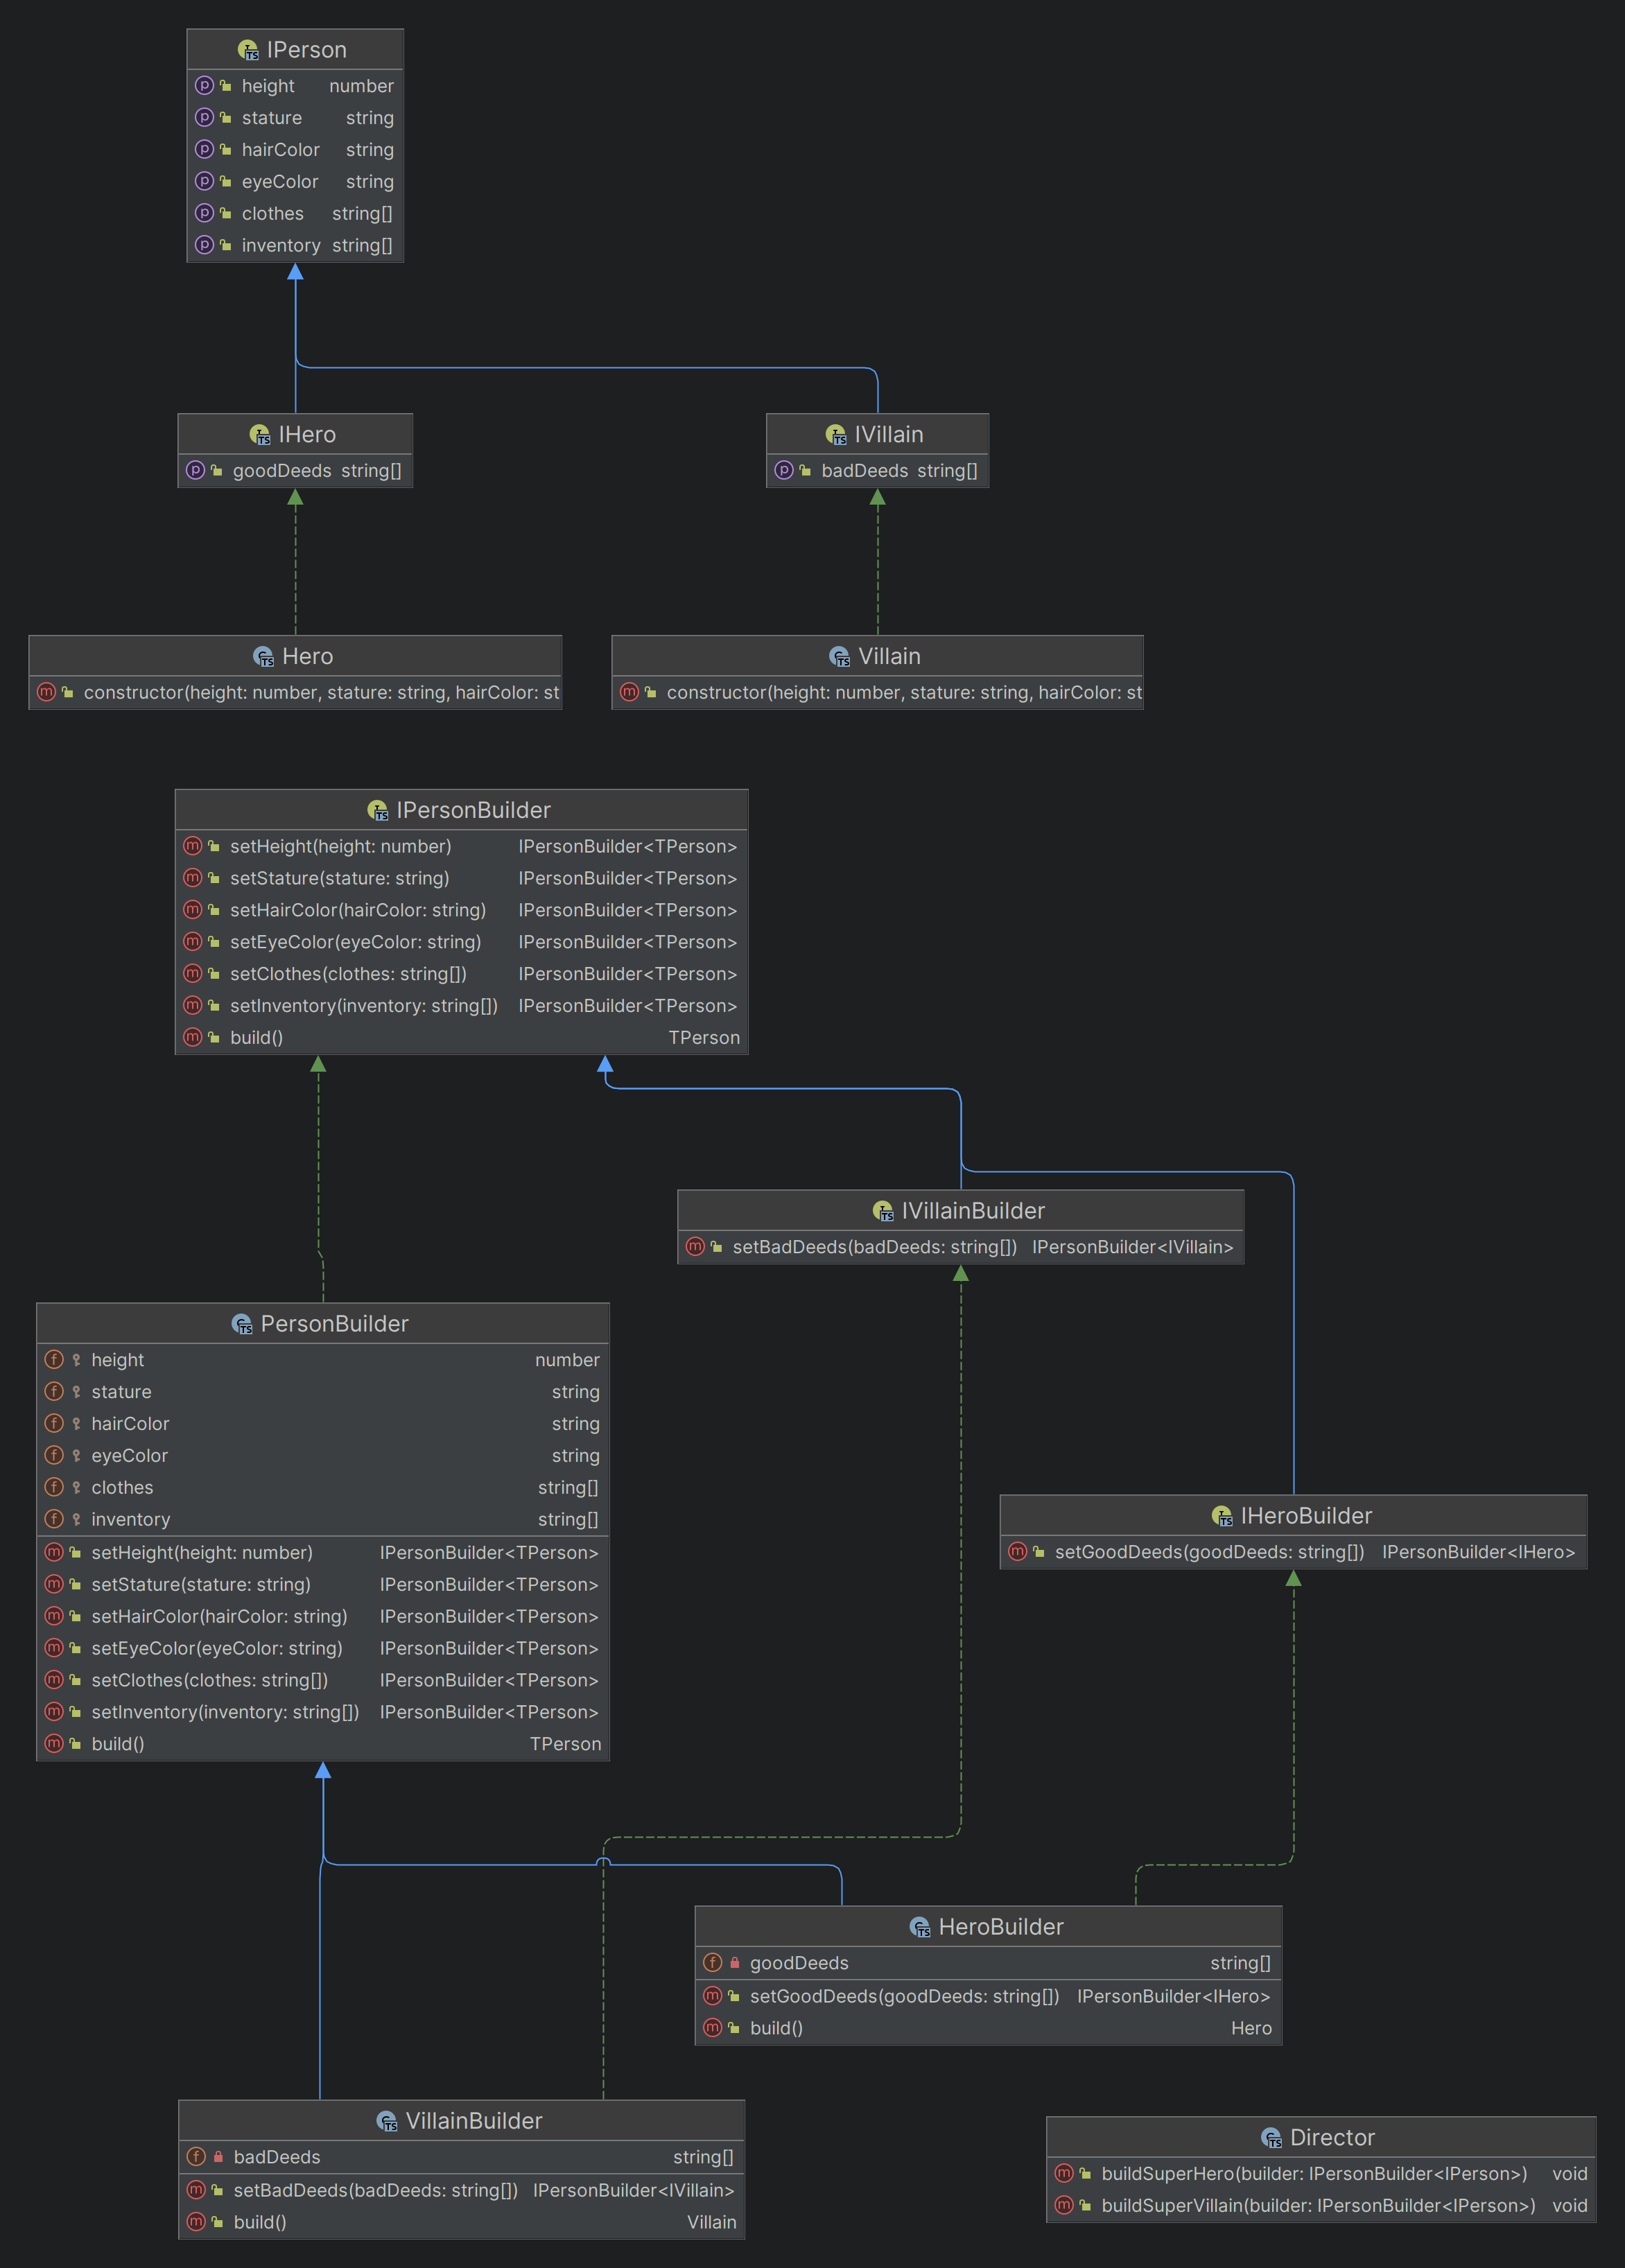 IPerson
height number
stature string
hairColor string
eyeColor string
clothes string[]
inventory string[]
IHero
goodDeeds string[]
IVillain
badDeeds string[]
Hero
constructor(height: number, stature: string, hairColor: st
Villain
constructor(height: number, stature: string, hairColor: st
IPersonBuilder
setHeight(height: number) IPersonBuilder<TPerson>
setStature(stature: string) IPersonBuilder<TPerson>
setHairColor(hairColor: string) IPersonBuilder<TPerson>
setEyeColor(eyeColor: string) IPersonBuilder<TPerson>
setClothes(clothes: string[]) IPersonBuilder<TPerson>
setInventory(inventory: string[]) IPersonBuilder<TPerson>
build() TPerson
IVillainBuilder
setBadDeeds(badDeeds: string[]) IPersonBuilder<IVillain>
PersonBuilder
height number
stature string
hairColor string
eyeColor string
clothes string[]
inventory string[]
setHeight(height: number) IPersonBuilder<TPerson>
setStature(stature: string) IPersonBuilder<TPerson>
setHairColor(hairColor: string) IPersonBuilder<TPerson>
setEyeColor(eyeColor: string) IPersonBuilder<TPerson>
setClothes(clothes: string[]) IPersonBuilder<TPerson>
setInventory(inventory: string[]) IPersonBuilder<TPerson>
build() TPerson
IHeroBuilder
setGoodDeeds(goodDeeds: string[]) IPersonBuilder<IHero>
HeroBuilder
goodDeeds string[]
setGoodDeeds(goodDeeds: string[]) IPersonBuilder<IHero>
build() Hero
VillainBuilder
badDeeds string[]
setBadDeeds(badDeeds: string[]) IPersonBuilder<IVillain>
build() Villain
Director
buildSuperHero(builder: IPersonBuilder<IPerson>) void
buildSuperVillain(builder: IPersonBuilder<IPerson>) void